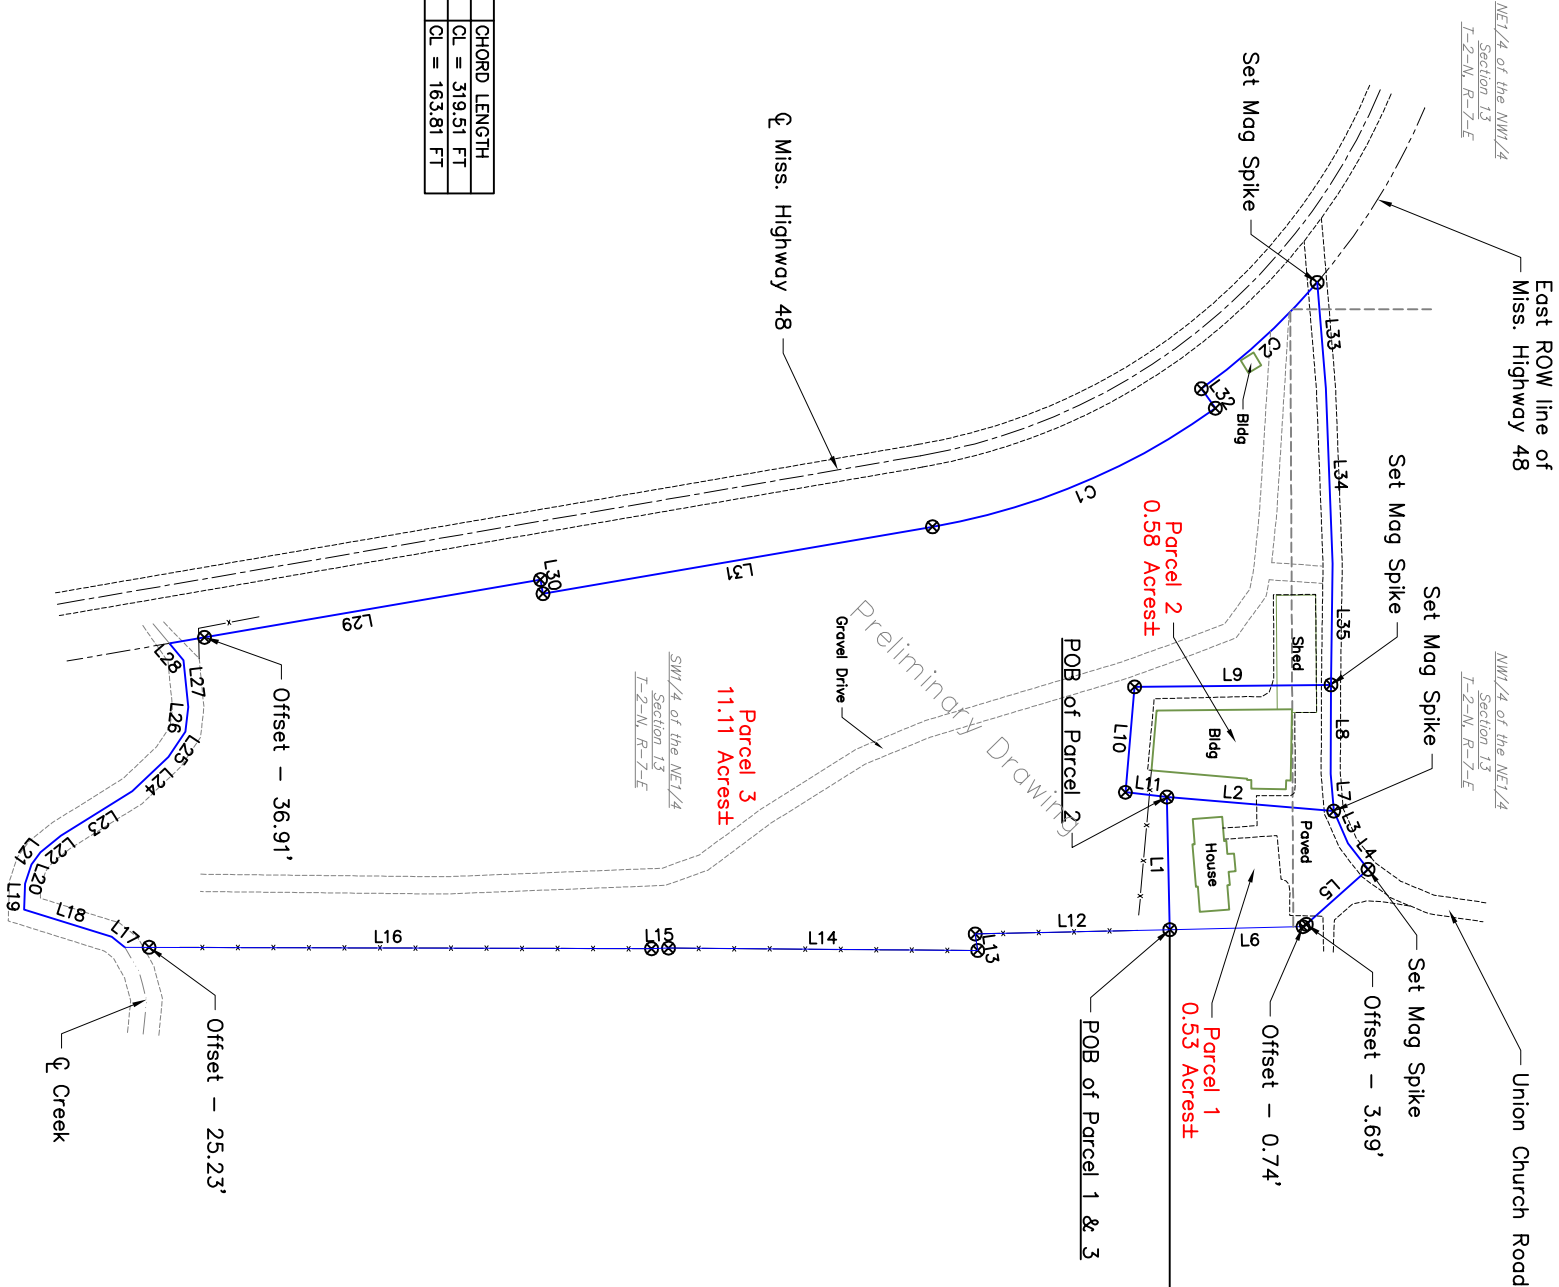 NE1/4 of the NW1/4
Section 13
T-2-N, R-7-E
East ROW line of
Miss. Highway 48
Set Mag Spike
Set Mag Spike
Set Mag Spike
NW1/4 of the NE1/4
Section 13
T-2-N, R-7-E
Set Mag Spike
Union Church Road
Offset - 3.69'
Offset - 0.74'
L33
L34
L35
L8
L7
L3
L4
L5
L6
C2
L32
Bldg
C1
Shed
Bldg
Paved
House
L9
L10
L11
L2
L1
Parcel 2
0.58 Acres±
Parcel 1
0.53 Acres±
POB of Parcel 2
POB of Parcel 1 & 3
L12
L13
L14
L15
L16
Preliminary Drawing
Gravel Drive
Parcel 3
11.11 Acres±
SW1/4 of the NE1/4
Section 13
T-2-N, R-7-E
℄ Miss. Highway 48
L31
L30
L29
Offset - 36.91'
L28
L27
L26
L25
L24
L23
L22
L21
L20
L19
L18
L17
Offset - 25.23'
℄ Creek
CHORD LENGTH
CL = 319.51 FT
CL = 163.81 FT